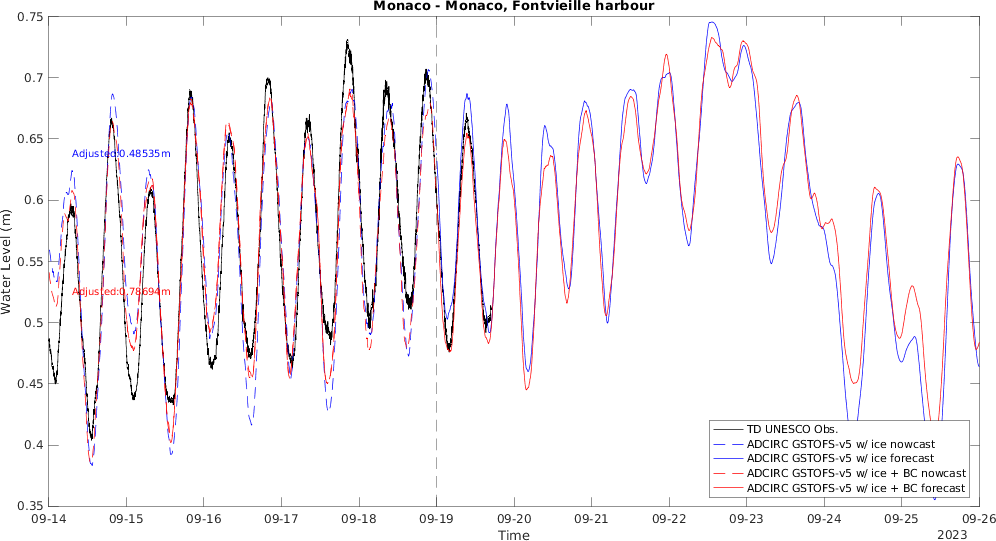 Monaco - Monaco, Fontvieille harbour
0.75
0.7
0.65
0.6
0.55
0.5
0.45
0.4
0.35
Water Level (m)
Adjusted:0.48535m
Adjusted:0.78694m
TD UNESCO Obs.
ADCIRC GSTOFS-v5 w/ ice nowcast
ADCIRC GSTOFS-v5 w/ ice forecast
ADCIRC GSTOFS-v5 w/ ice + BC nowcast
ADCIRC GSTOFS-v5 w/ ice + BC forecast
09-14 09-15 09-16 09-17 09-18 09-19 09-20 09-21 09-22 09-23 09-24 09-25 09-26
Time
2023